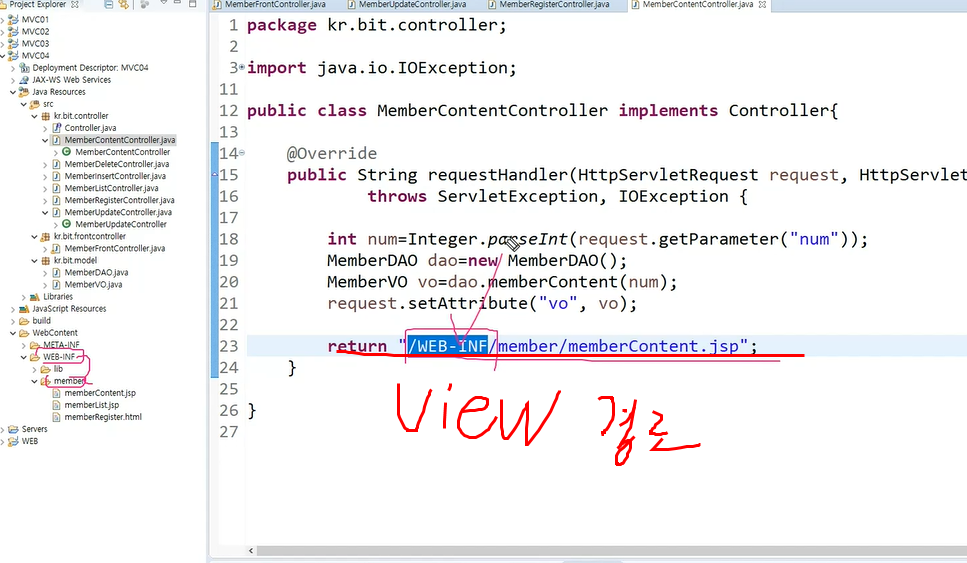 Project Explorer
MVC01
MVC02
MVC03
MVC04
Deployment Descriptor: MVC04
JAX-WS Web Services
Java Resources
src
kr.bit.controller
Controller.java
MemberContentController.java
MemberContentController
MemberDeleteController.java
MemberInsertController.java
MemberListController.java
MemberRegisterController.java
MemberUpdateController.java
MemberUpdateController
kr.bit.frontcontroller
MemberFrontController.java
kr.bit.model
MemberDAO.java
MemberVO.java
Libraries
JavaScript Resources
build
WebContent
META-INF
WEB-INF
lib
member
memberContent.jsp
memberList.jsp
memberRegister.html
Servers
WEB
MemberFrontController.java MemberUpdateController.java MemberRegisterController.java MemberContentController.java
1 package kr.bit.controller;
2
3 import java.io.IOException;
11
12 public class MemberContentController implements Controller{
13
14 @Override
15 public String requestHandler(HttpServletRequest request, HttpServlet
16 throws ServletException, IOException {
17
18 int num=Integer.parseInt(request.getParameter("num"));
19 MemberDAO dao=new MemberDAO();
20 MemberVO vo=dao.memberContent(num);
21 request.setAttribute("vo", vo);
22
23 return "/WEB-INF/member/memberContent.jsp";
24 }
25
26 }
27
View 경로